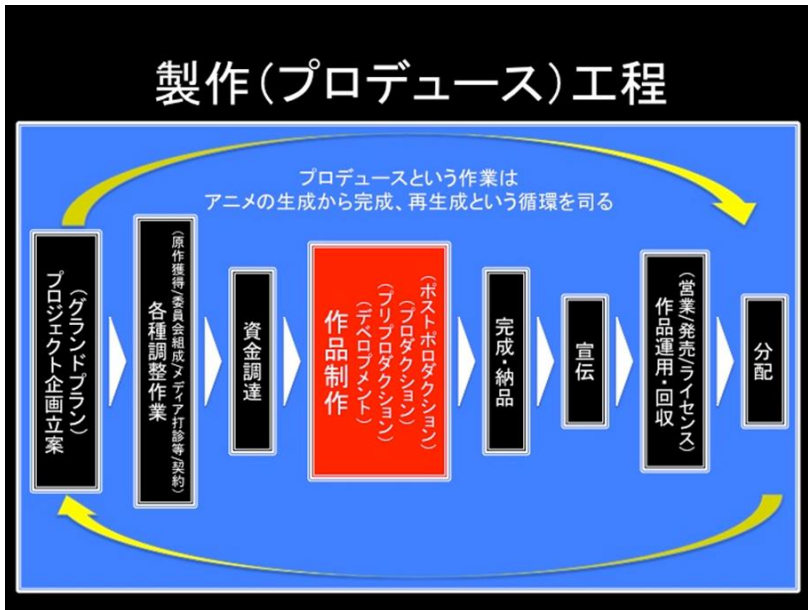 製作(プロデュース)工程
プロデュースという作業は
アニメの生成から完成、再生成という循環を司る
(グランドプラン)
プロジェクト企画立案
(原作獲得/委員会組成/メディア打診等/契約)
各種調整作業
資金調達
(ポストポロダクション)
(プロダクション)
(プリプロダクション)
(デベロプメント)
作品制作
完成・納品
宣伝
(営業/発売/ライセンス)
作品運用・回収
分配